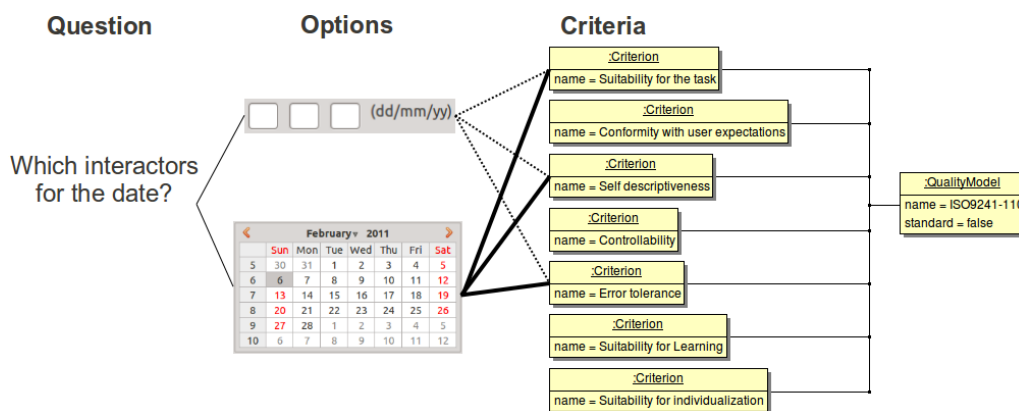 Question
Options
Criteria
:Criterion
name = Suitability for the task
(dd/mm/yy)
:Criterion
name = Conformity with user expectations
Which interactors
for the date?
:Criterion
name = Self descriptiveness
:QualityModel
name = ISO9241-110
standard = false
:Criterion
name = Controllability
February▾ 2011
Sun Mon Tue Wed Thu Fri Sat
5 30 31 1 2 3 4 5
6 6 7 8 9 10 11 12
7 13 14 15 16 17 18 19
8 20 21 22 23 24 25 26
9 27 28 1 2 3 4 5
10 6 7 8 9 10 11 12
:Criterion
name = Error tolerance
:Criterion
name = Suitability for Learning
:Criterion
name = Suitability for individualization